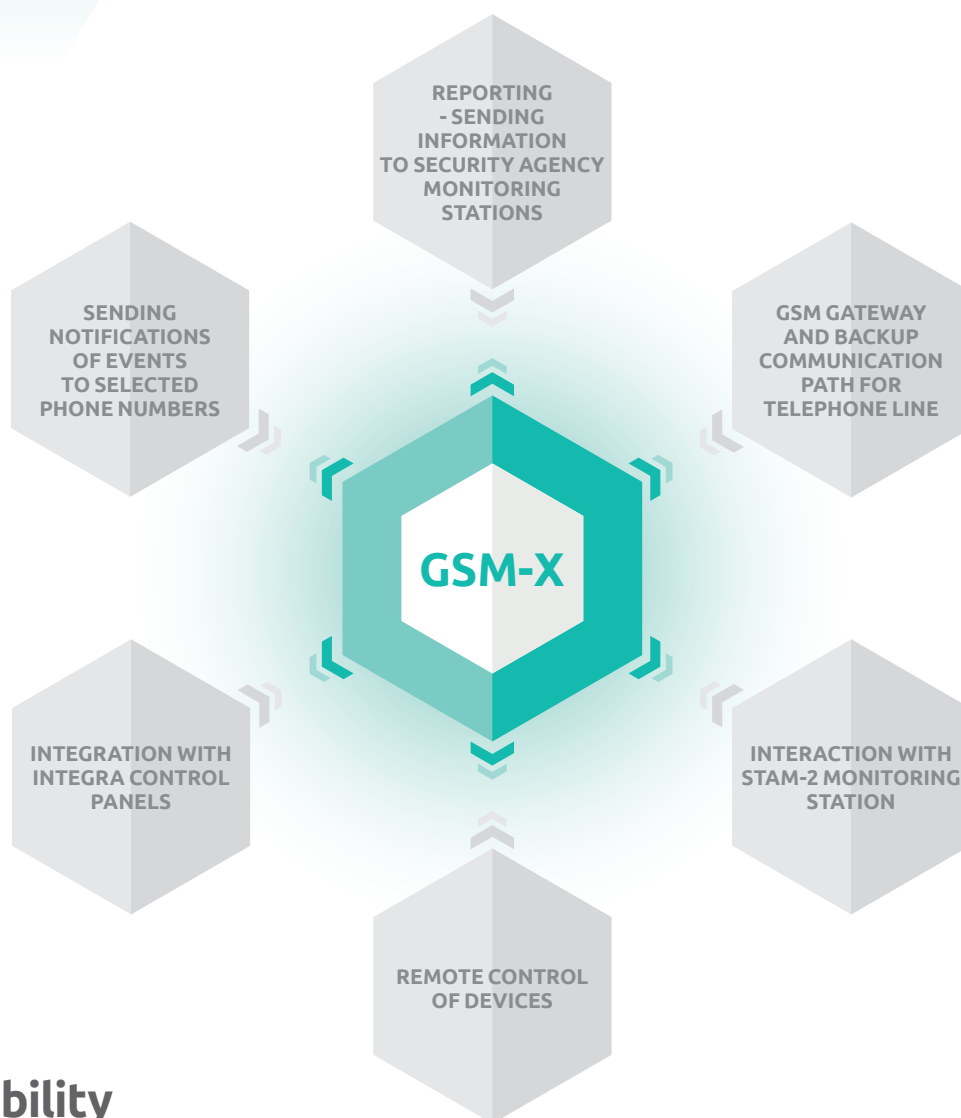 REPORTING
- SENDING
INFORMATION
TO SECURITY AGENCY
MONITORING
STATIONS
SENDING
NOTIFICATIONS
OF EVENTS
TO SELECTED
PHONE NUMBERS
GSM GATEWAY
AND BACKUP
COMMUNICATION
PATH FOR
TELEPHONE LINE
GSM-X
INTEGRATION WITH
INTEGRA CONTROL
PANELS
INTERACTION WITH
STAM-2 MONITORING
STATION
REMOTE CONTROL
OF DEVICES
bility